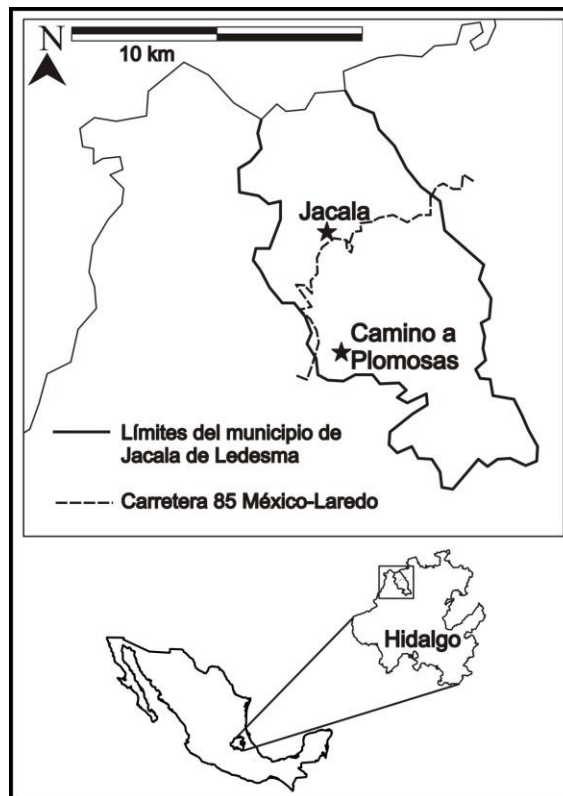 N
10 km
Jacala
Camino a
Plomosas
Límites del municipio de
Jacala de Ledesma
Carretera 85 México-Laredo
Hidalgo